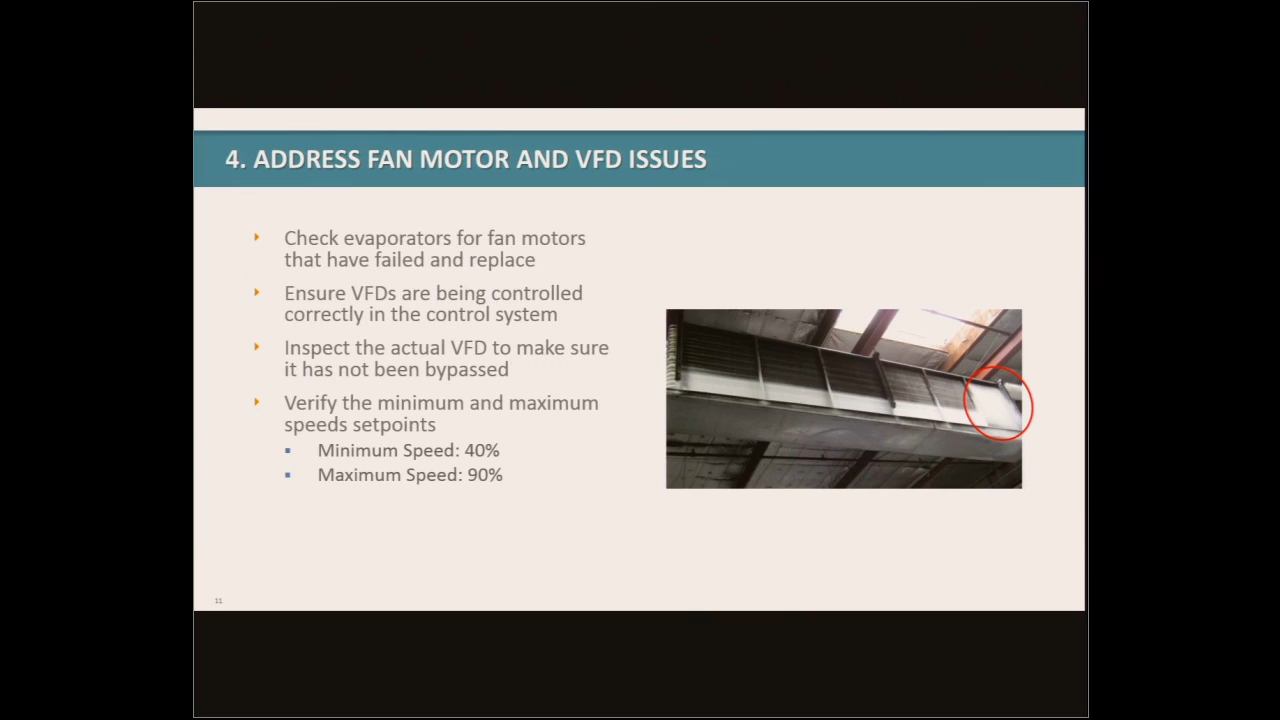 4. ADDRESS FAN MOTOR AND VFD ISSUES
Check evaporators for fan motors
that have failed and replace
Ensure VFDs are being controlled
correctly in the control system
Inspect the actual VFD to make sure
it has not been bypassed
Verify the minimum and maximum
speeds setpoints
Minimum Speed: 40%
Maximum Speed: 90%
11